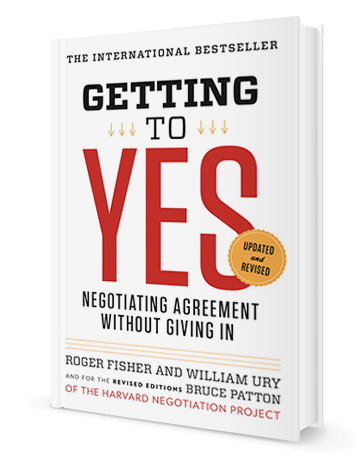 THE INTERNATIONAL BESTSELLER
GETTING
TO
YES
UPDATED
and
REVISED
NEGOTIATING AGREEMENT
WITHOUT GIVING IN
ROGER FISHER AND WILLIAM URY
AND FOR THE REVISED EDITIONS BRUCE PATTON
OF THE HARVARD NEGOTIATION PROJECT